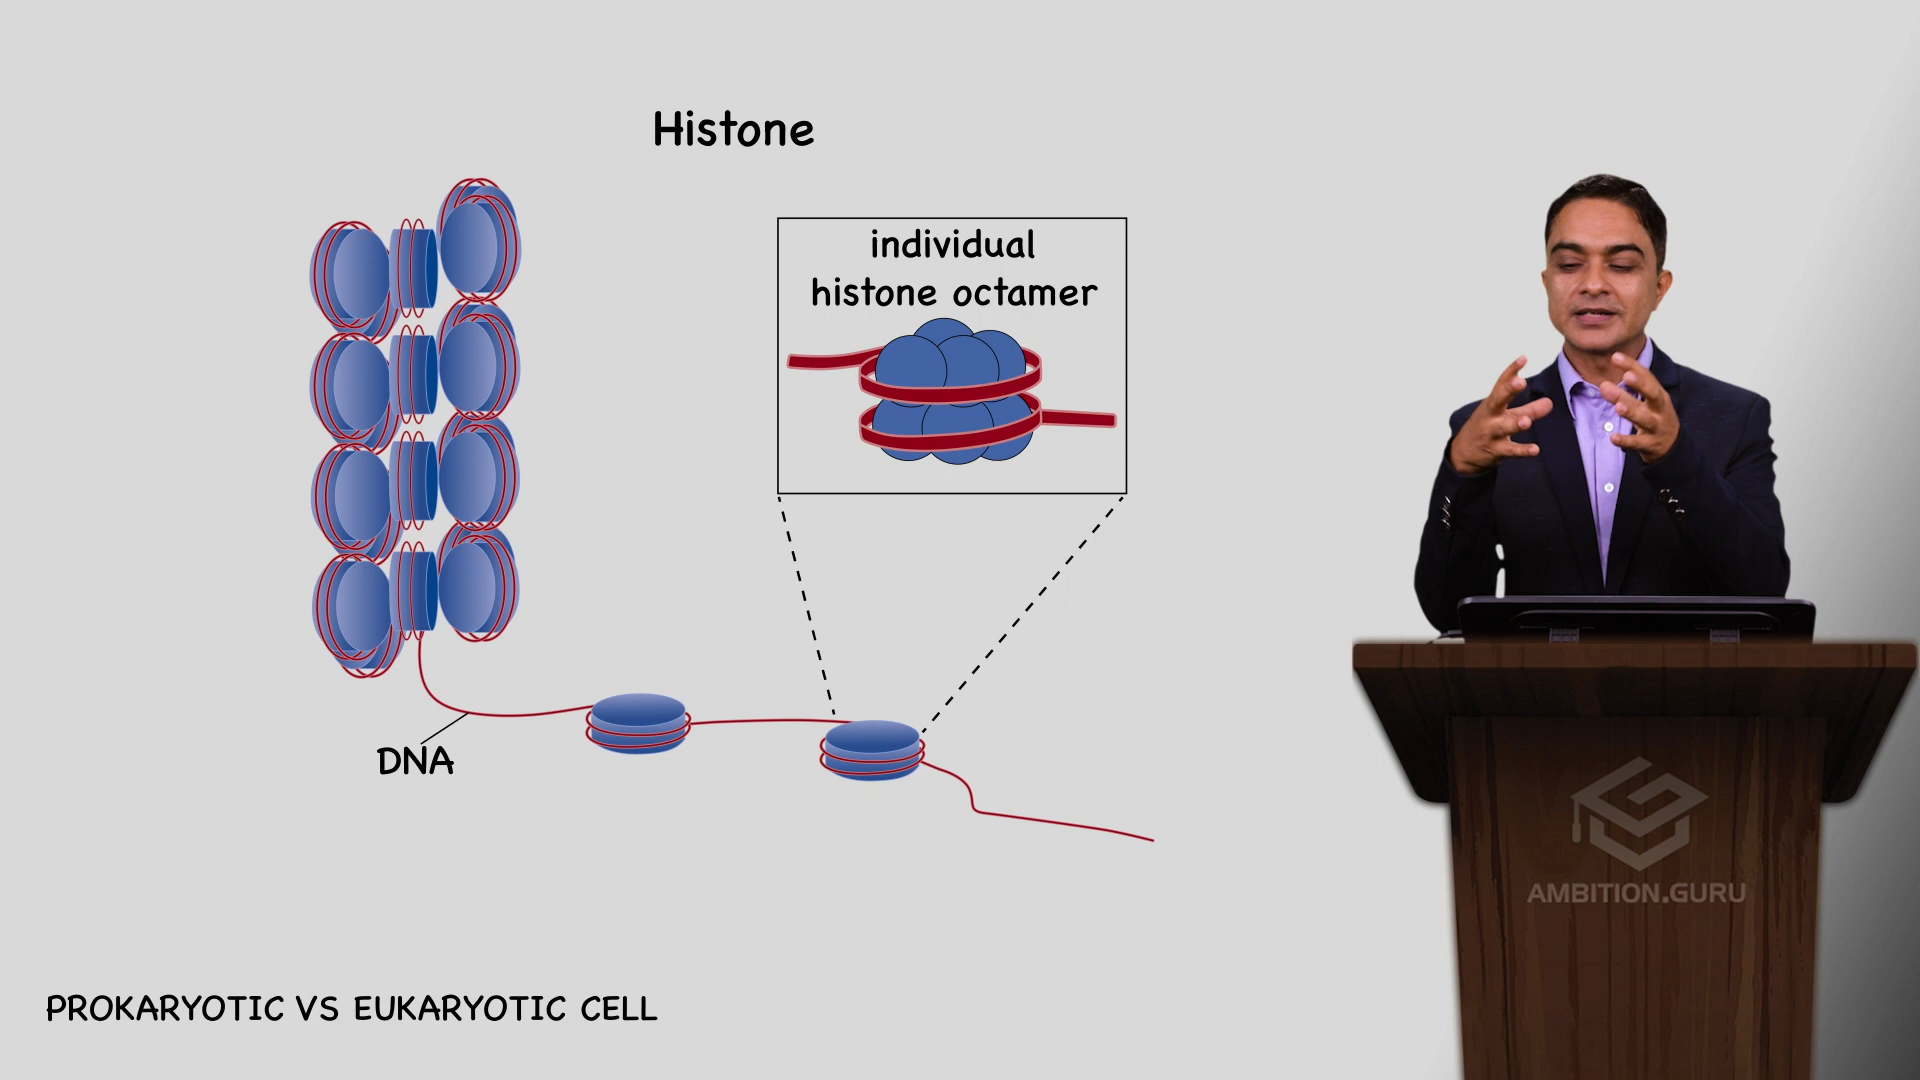 Histone
individual
histone octamer
DNA
AMBITION.GURU
PROKARYOTIC VS EUKARYOTIC CELL